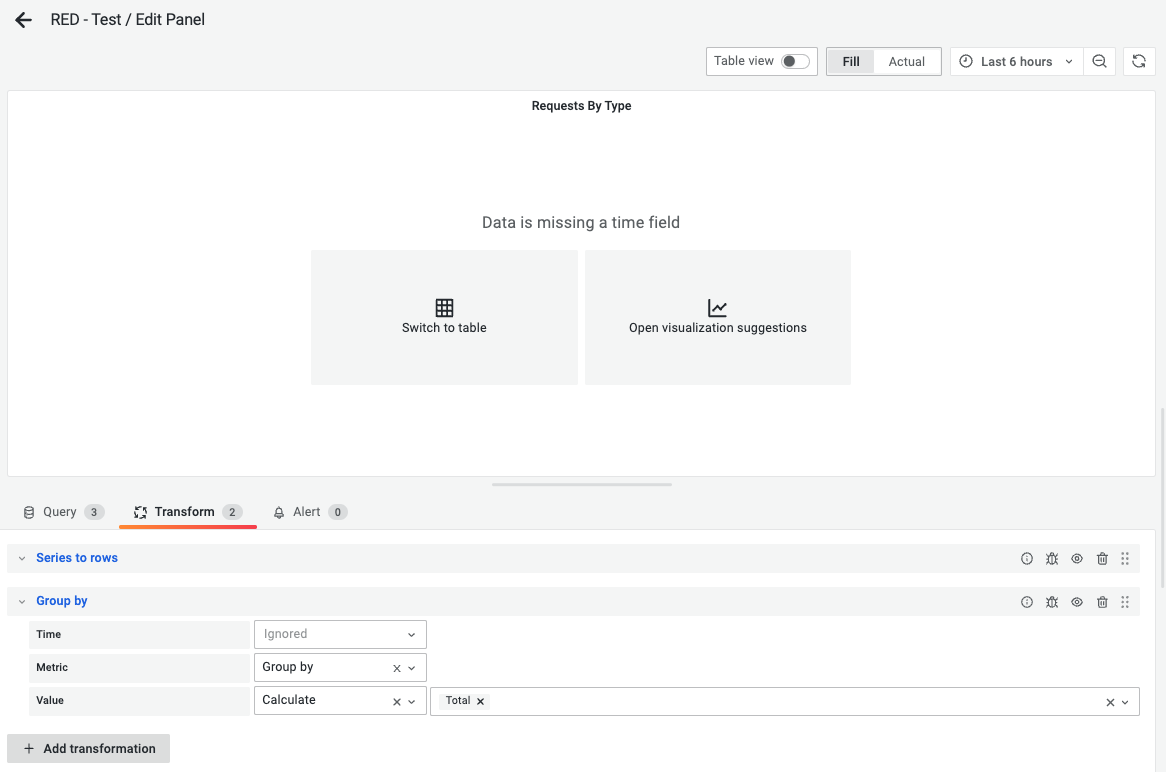 RED - Test / Edit Panel
Table view Fill Actual Last 6 hours
Requests By Type
Data is missing a time field
Switch to table Open visualization suggestions
Query 3 Transform 2 Alert 0
Series to rows
Group by
Time Ignored
Metric Group by
Value Calculate Total
Add transformation